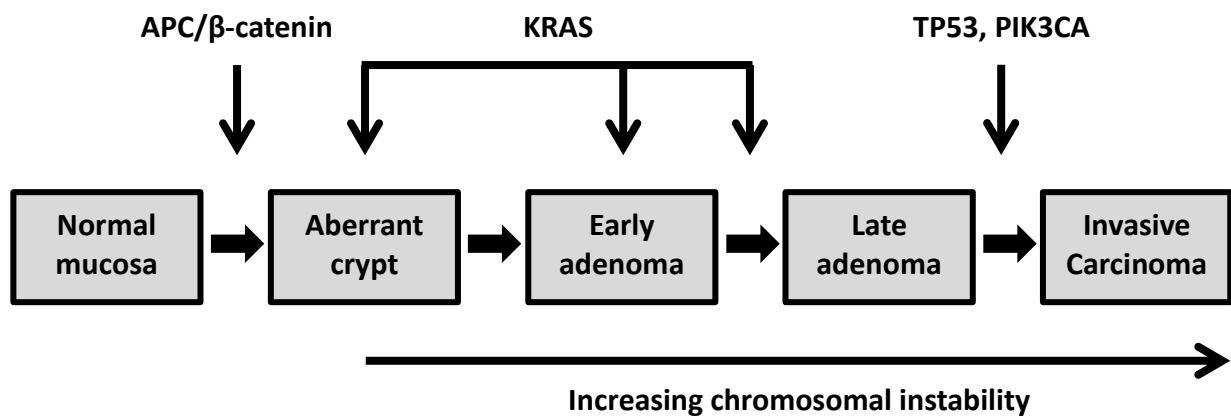 APC/β-catenin
KRAS
TP53, PIK3CA
Normal
mucosa
Aberrant
crypt
Early
adenoma
Late
adenoma
Invasive
Carcinoma
Increasing chromosomal instability